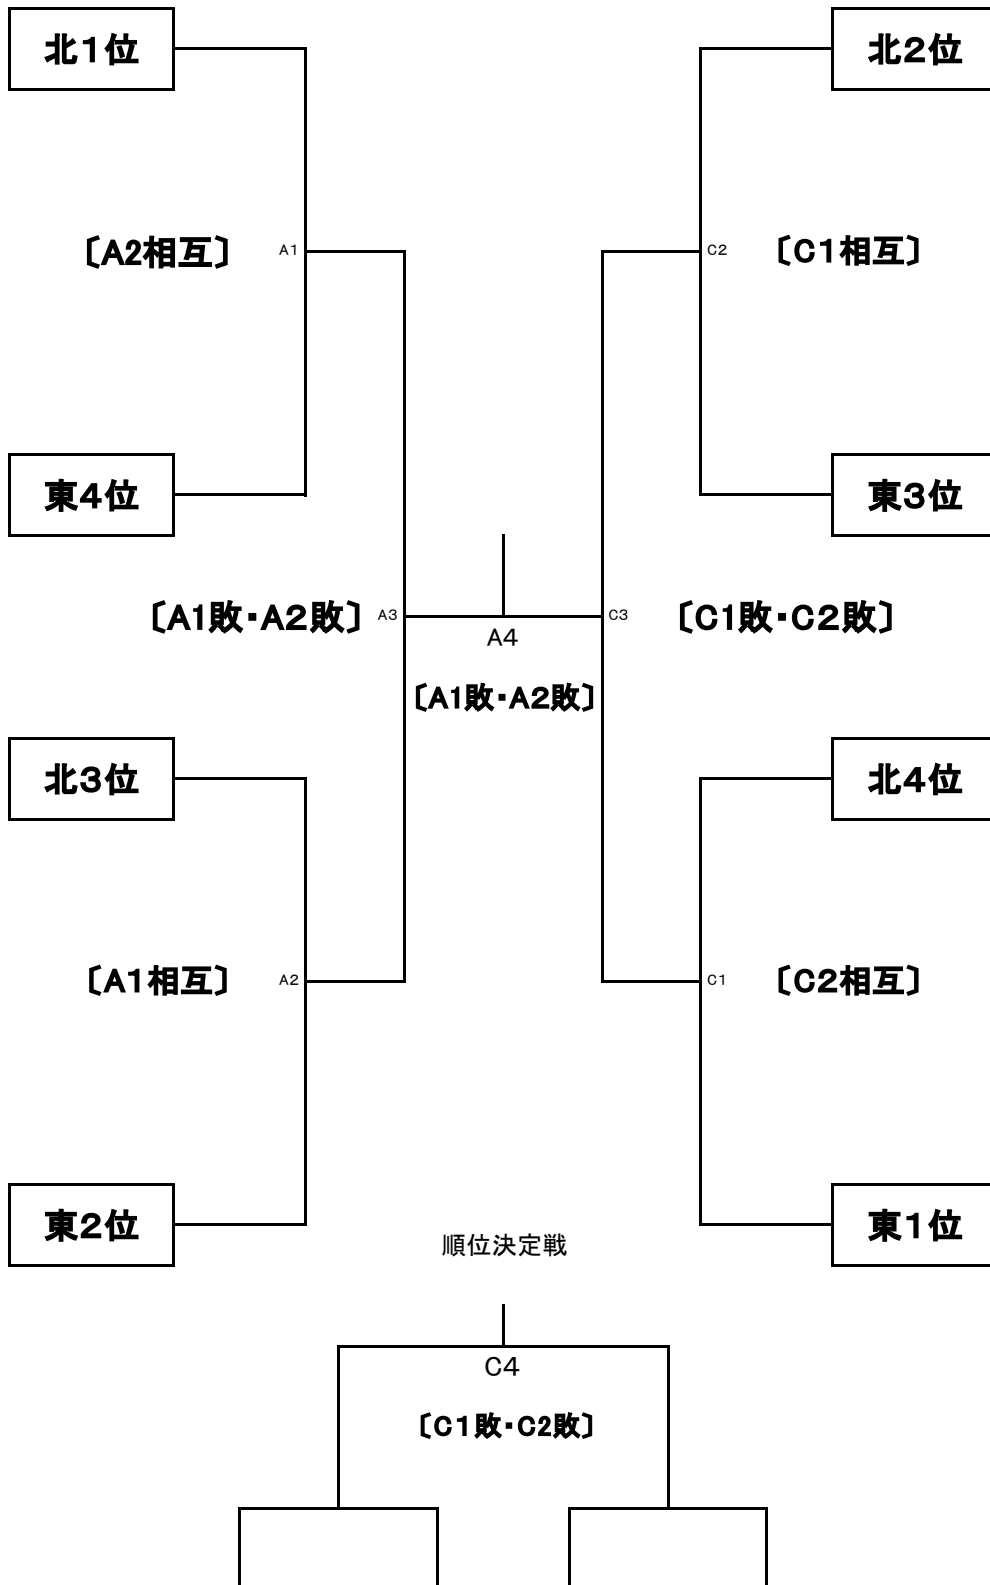 北1位
北2位
〔A2相互〕
A1
C2
〔C1相互〕
東4位
東3位
〔A1敗・A2敗〕
A3
C3
〔C1敗・C2敗〕
A4
〔A1敗・A2敗〕
北3位
北4位
〔A1相互〕
A2
C1
〔C2相互〕
東2位
東1位
順位決定戦
C4
〔C1敗・C2敗〕